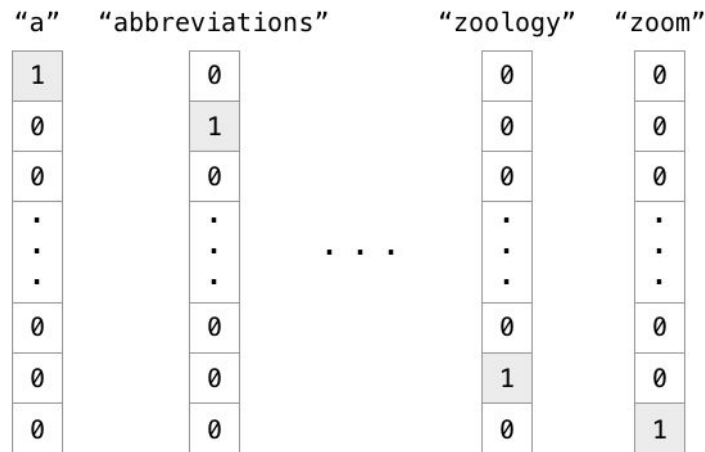 “a” “abbreviations” “zoology” “zoom”
1 0 0 0
0 1 0 0
0 0 0 0
. . . .
. . . . . . .
. . . .
0 0 0 0
0 0 1 0
0 0 0 1